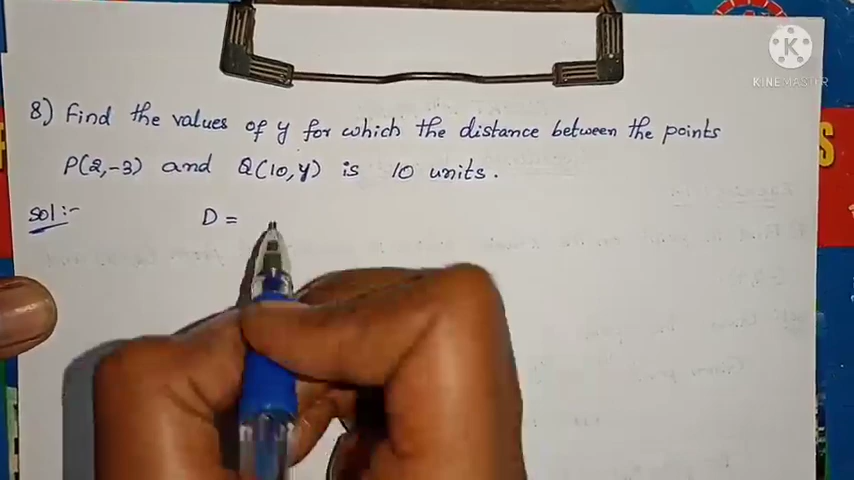 KINEMASTER
8) Find the values of y for which the distance between the points
P(2,-3) and Q(10,y) is 10 units.
Sol:-
D =